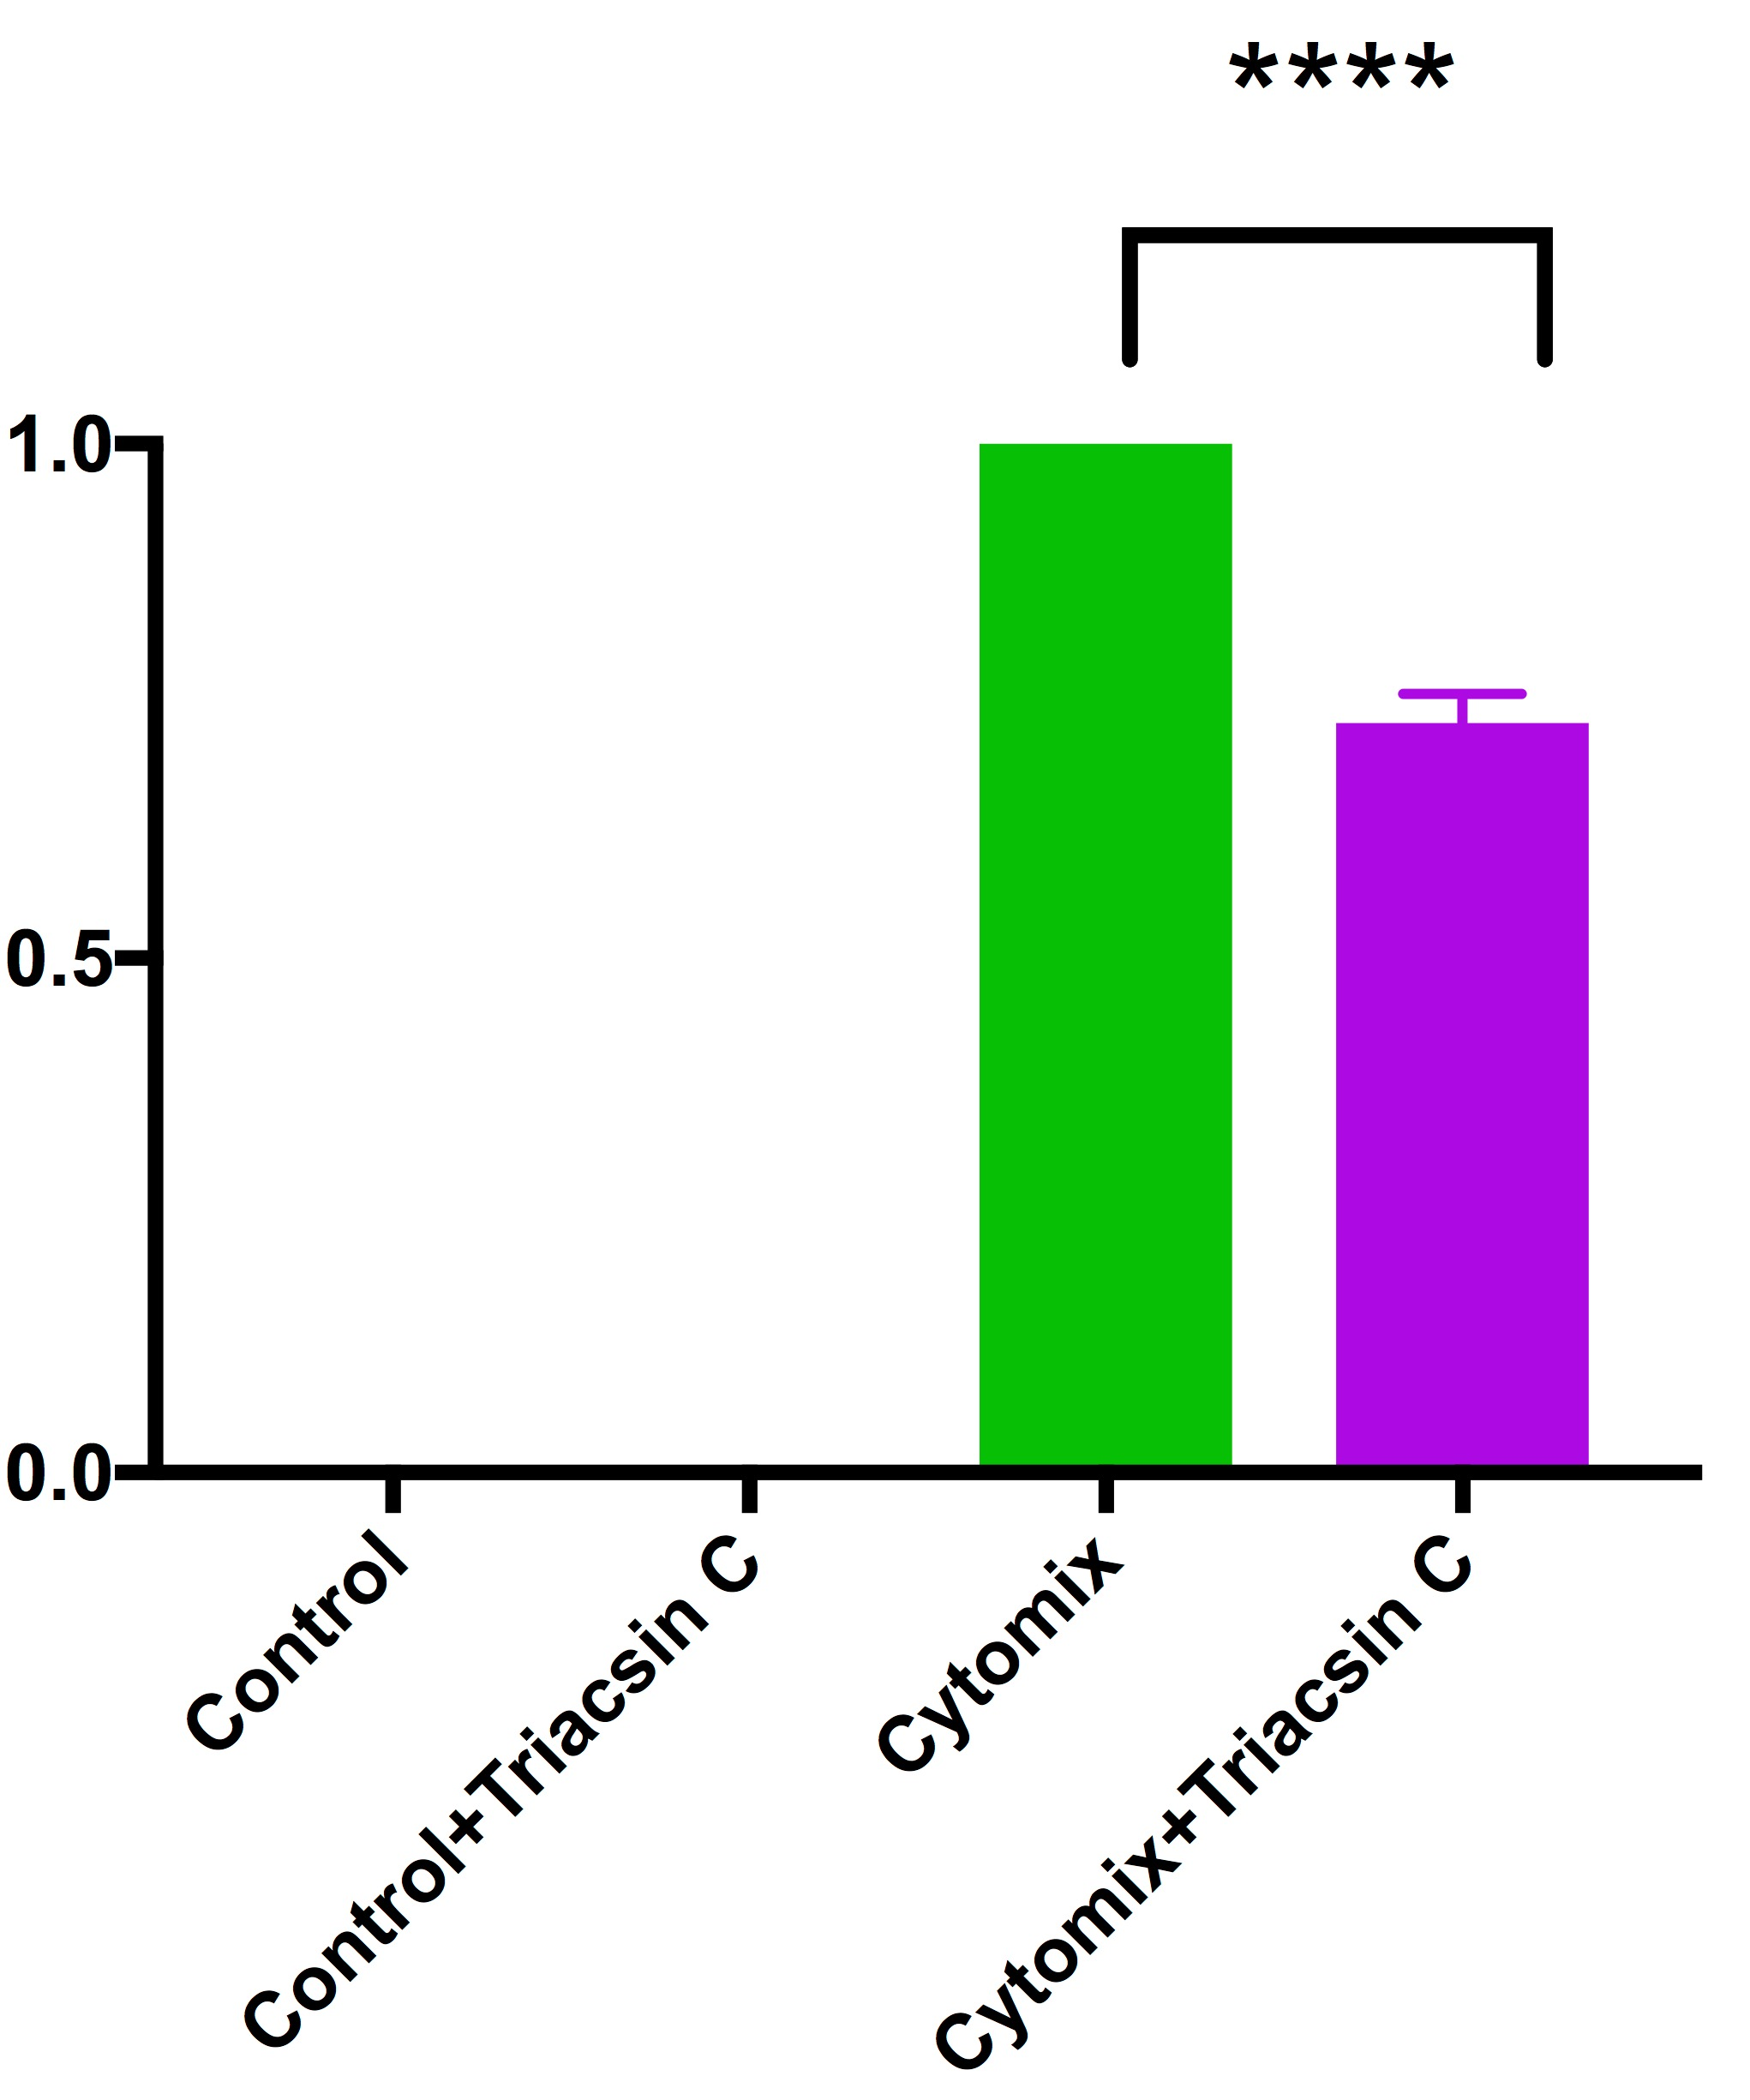 ****
1.0
0.5
0.0
Control
Control+Triacsin C
Cytomix
Cytomix+Triacsin C